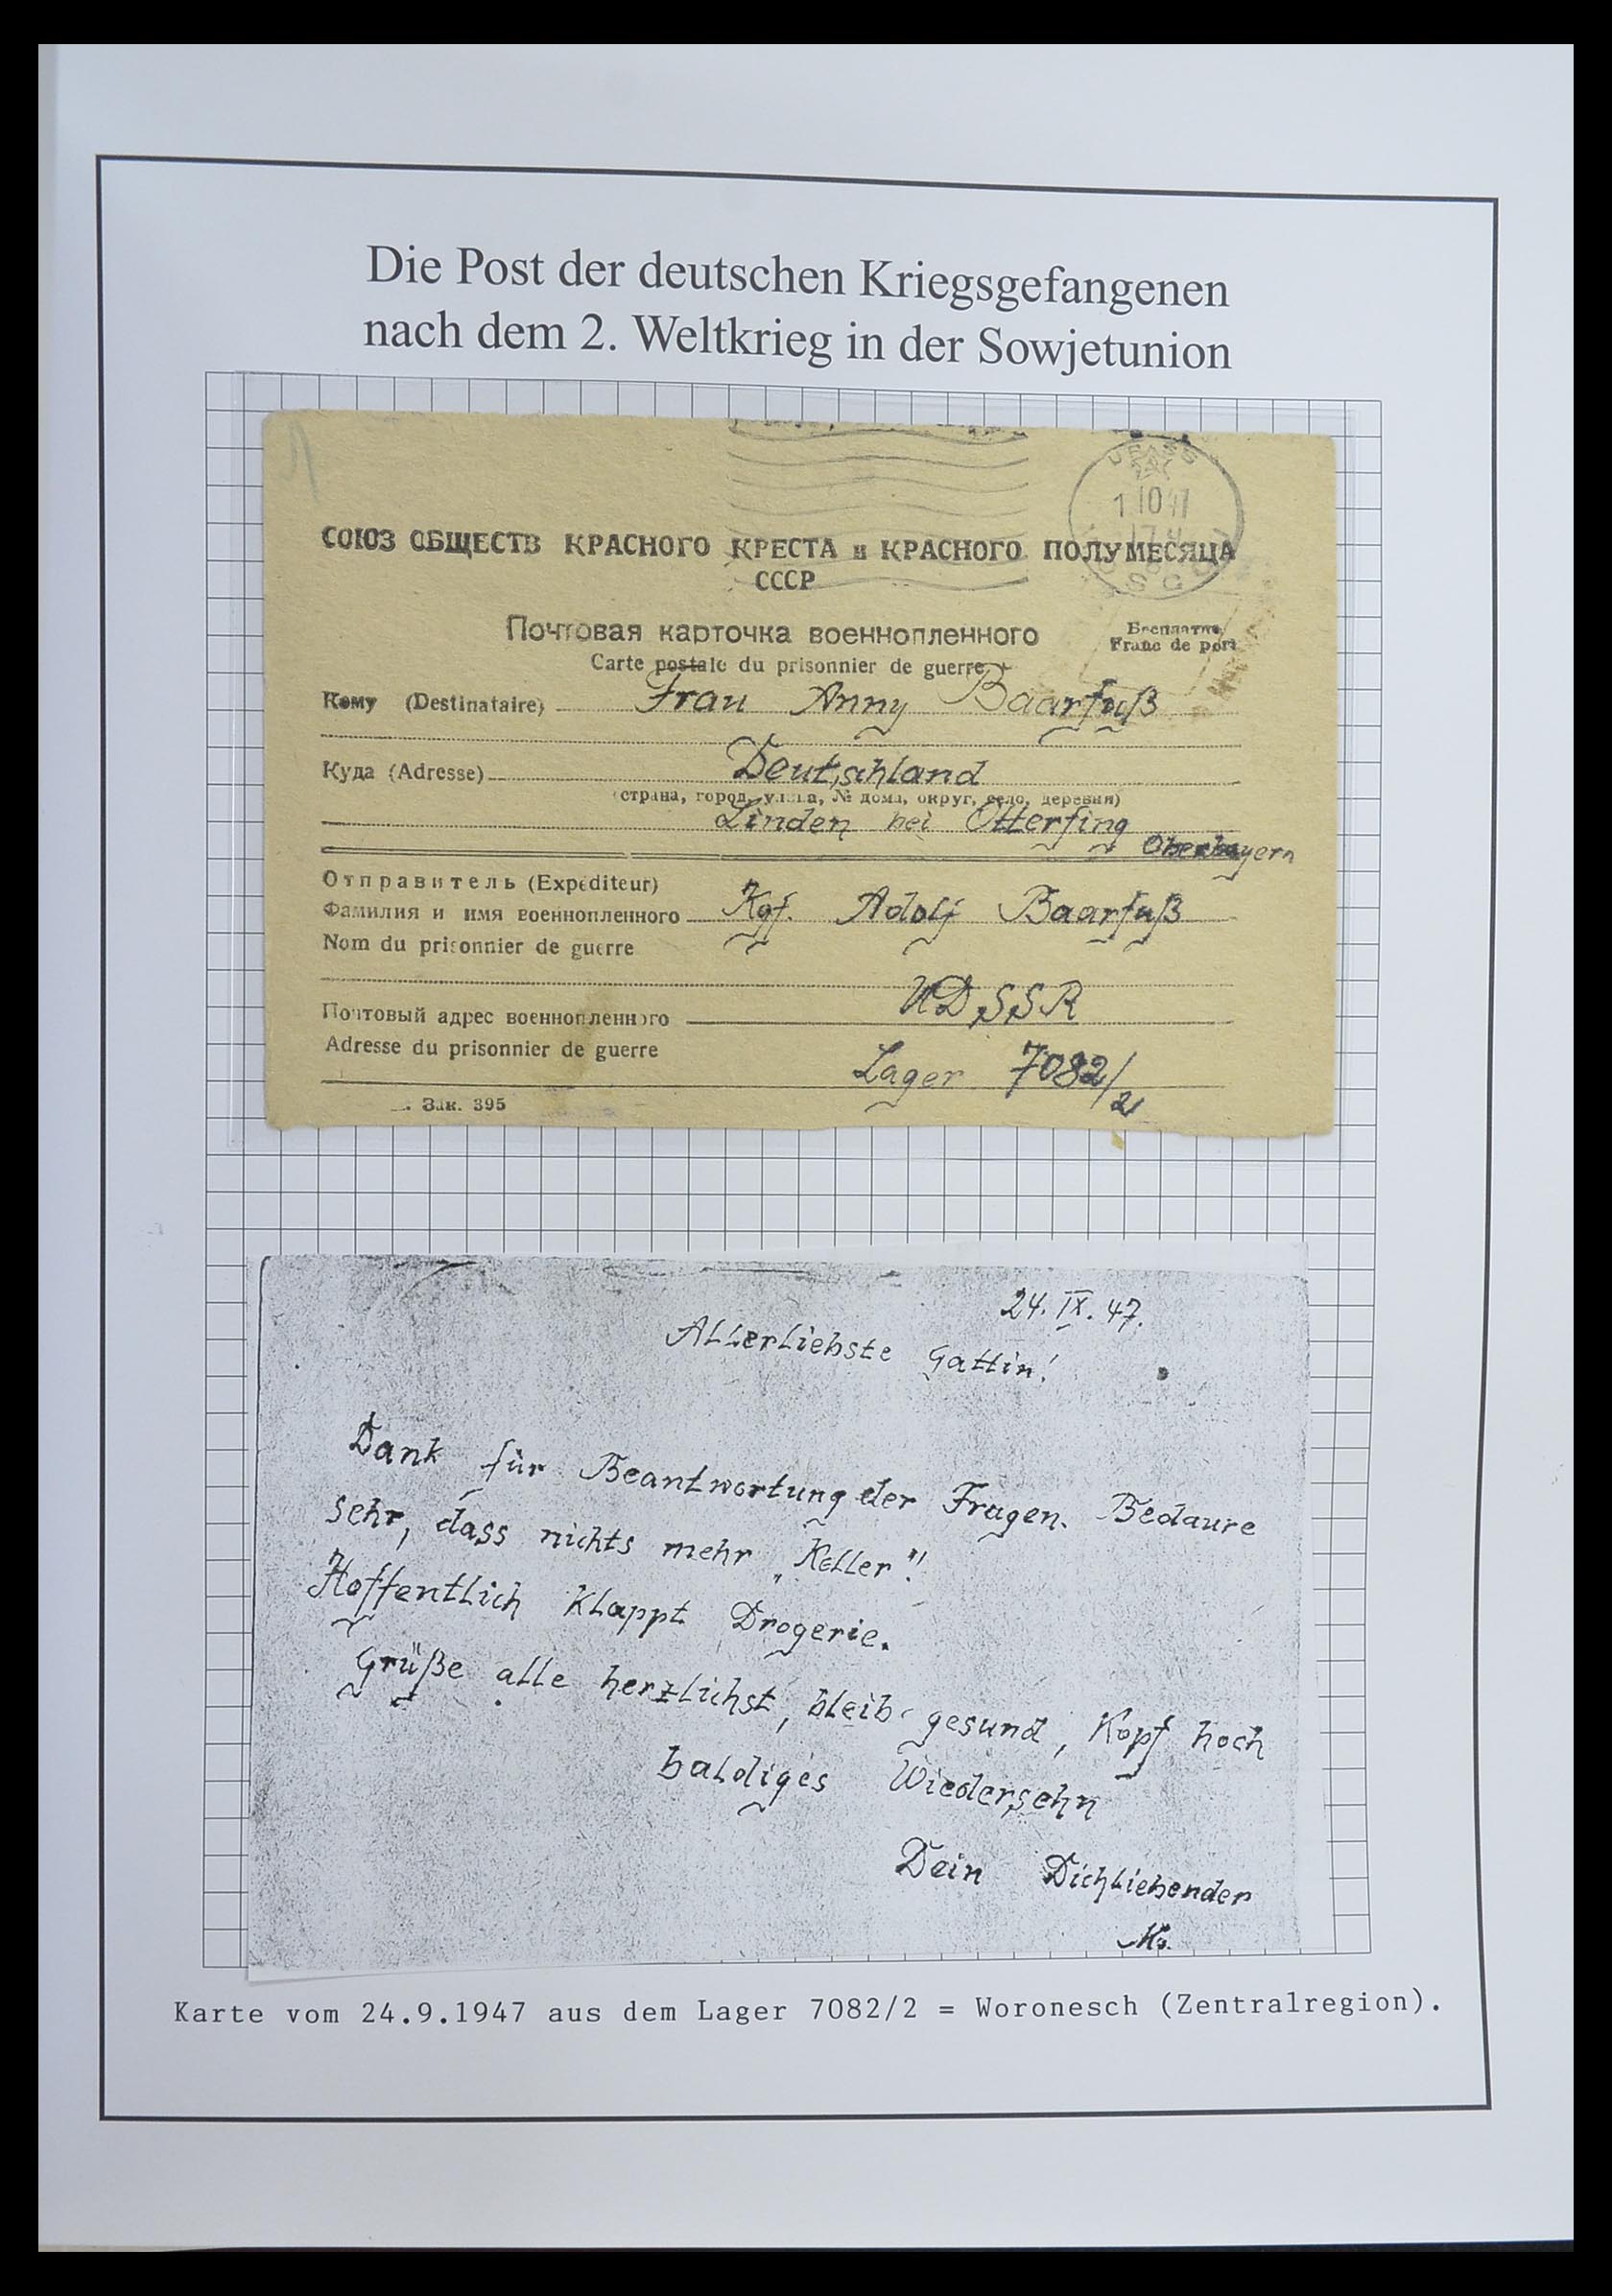 Die Post der deutschen Kriegsgefangenen
nach dem 2. Weltkrieg in der Sowjetunion
1 10 47
СОЮЗ ОБЩЕСТВ КРАСНОГО КРЕСТА и КРАСНОГО ПОЛУМЕСЯЦА
СССР
Почтовая карточка военнопленного
Бесплатно
Carte postale du prisonnier de guerre
Franc de port
Кому (Destinataire) Frau Anny Baarfuß
Куда (Adresse) Deutschland
(страна, город, улица, № дома, округ, село, деревня)
Linden bei Otterfing
Oberbayern
Отправитель (Expéditeur)
Фамилия и имя военнопленного Kgf. Adolf Baarfuß
Nom du prisonnier de guerre
UDSSR
Почтовый адрес военнопленного
Adresse du prisonnier de guerre
Lager 7082/2
Зак. 395
24. IX. 47.
Allerliebste Gattin!
Dank für Beantwortung der Fragen. Bedaure
sehr, dass nichts mehr „Keller"!
Hoffentlich klappt Drogerie.
Grüße alle herzlichst, bleib gesund, Kopf hoch
baldiges Wiedersehn
Dein Dichliebender
Karte vom 24.9.1947 aus dem Lager 7082/2 = Woronesch (Zentralregion).